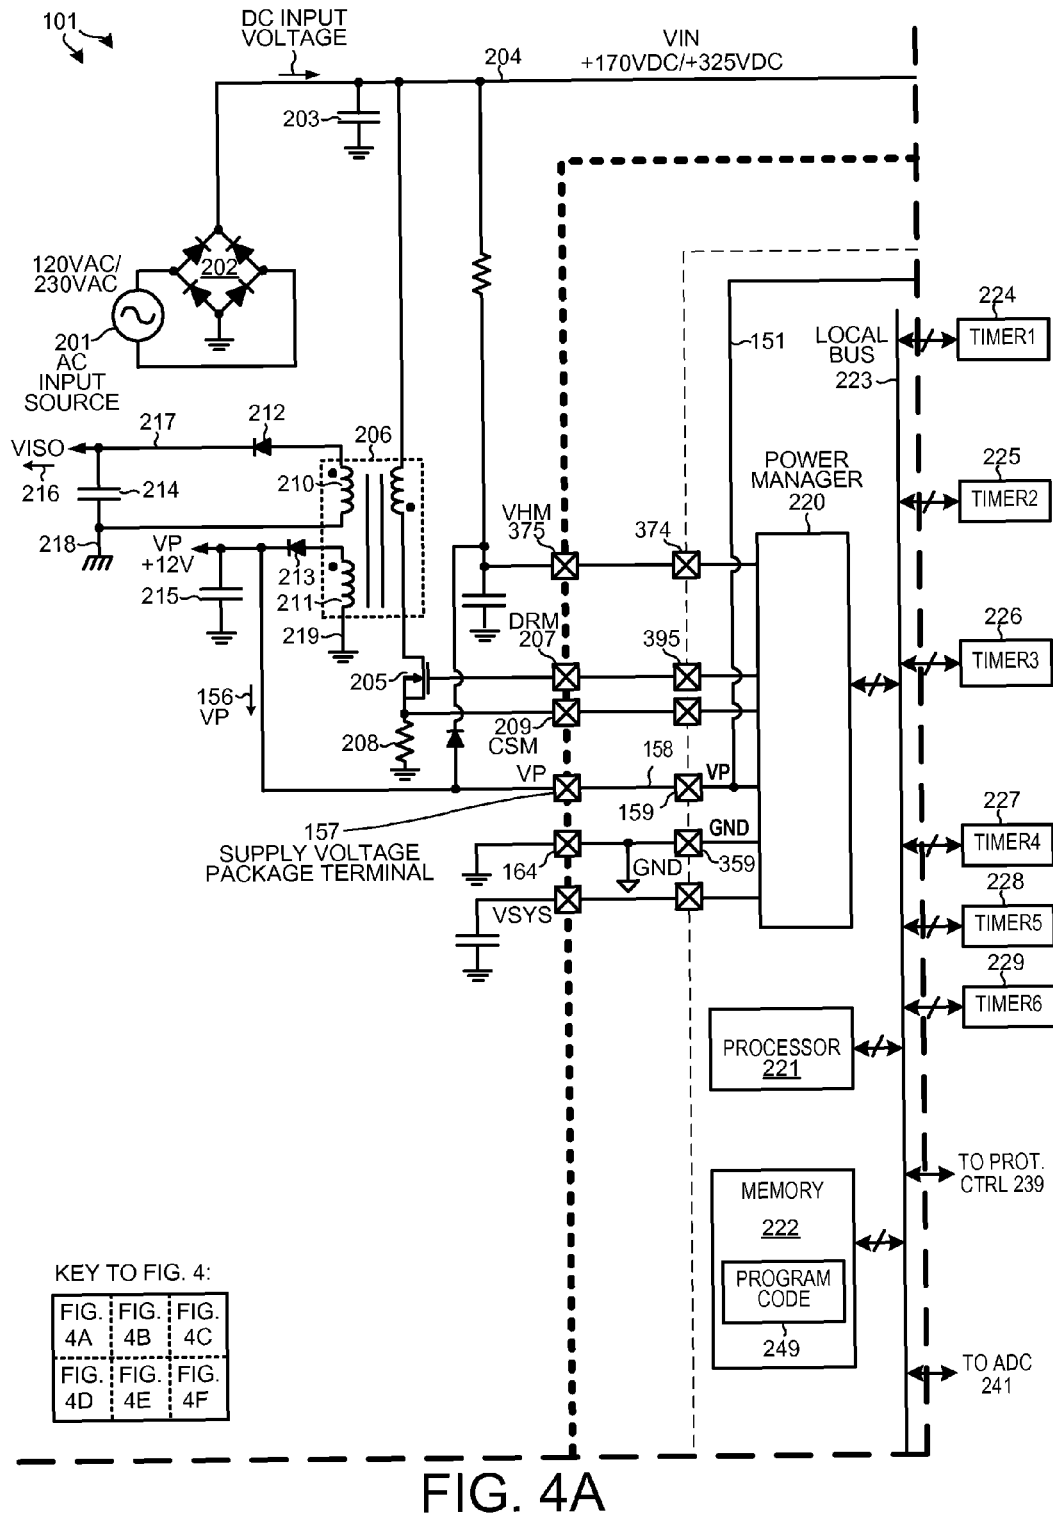 101
DC INPUT
VOLTAGE
204
VIN
+170VDC/+325VDC
203
120VAC/
230VAC
202
201
AC
INPUT
SOURCE
151
LOCAL
BUS
223
224
TIMER1
VISO
217
212
206
216
214
210
218
VP
+12V
213
215
211
219
POWER
MANAGER
220
225
TIMER2
VHM
375
374
DRM
207
395
226
TIMER3
205
156
VP
208
209
CSM
VP
158
VP
159
157
SUPPLY VOLTAGE
PACKAGE TERMINAL
164
GND
GND
359
VSYS
227
TIMER4
228
TIMER5
229
TIMER6
PROCESSOR
221
TO PROT.
CTRL 239
MEMORY
222
PROGRAM
CODE
249
TO ADC
241
KEY TO FIG. 4:
FIG. 4A
FIG. 4B
FIG. 4C
FIG. 4D
FIG. 4E
FIG. 4F
FIG. 4A